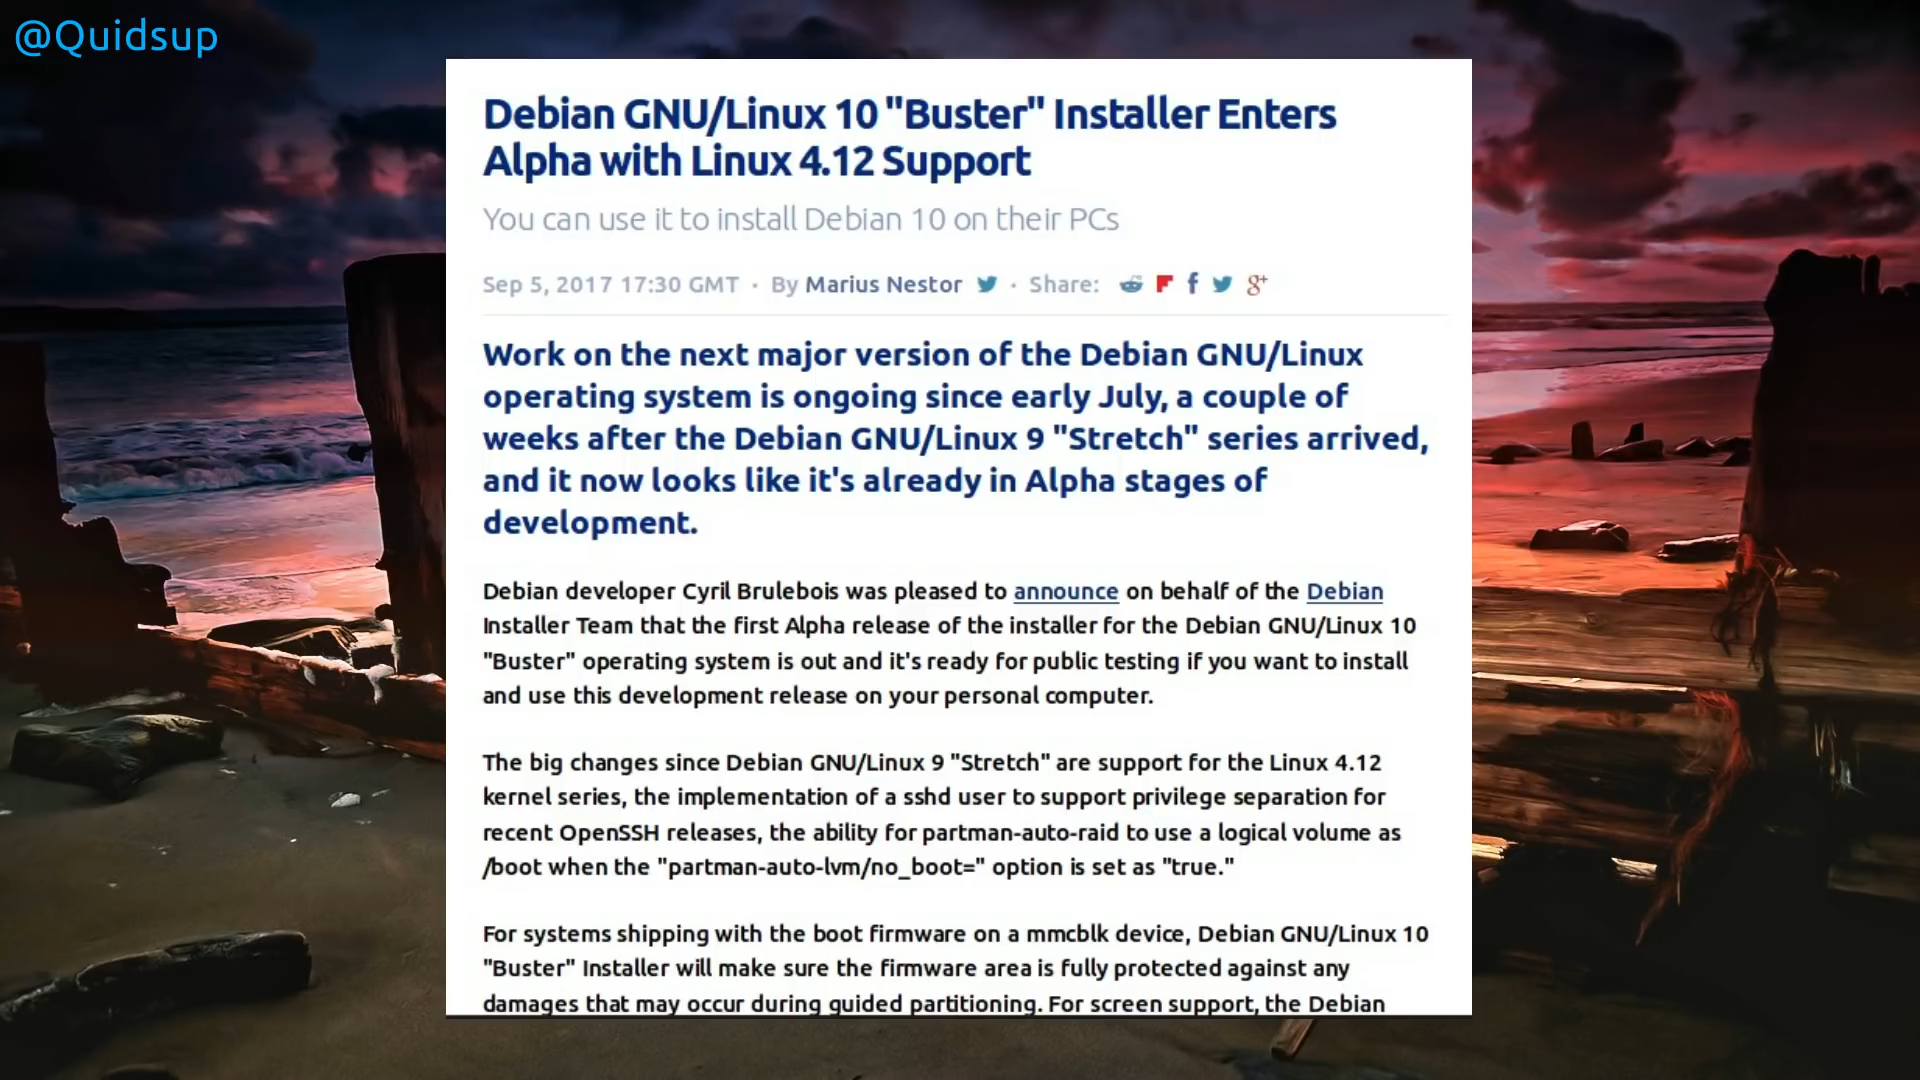 @Quidsup
Debian GNU/Linux 10 "Buster" Installer Enters
Alpha with Linux 4.12 Support
You can use it to install Debian 10 on their PCs
Sep 5, 2017 17:30 GMT · By Marius Nestor · Share: g+
Work on the next major version of the Debian GNU/Linux
operating system is ongoing since early July, a couple of
weeks after the Debian GNU/Linux 9 "Stretch" series arrived,
and it now looks like it's already in Alpha stages of
development.
Debian developer Cyril Brulebois was pleased to announce on behalf of the Debian
Installer Team that the first Alpha release of the installer for the Debian GNU/Linux 10
"Buster" operating system is out and it's ready for public testing if you want to install
and use this development release on your personal computer.
The big changes since Debian GNU/Linux 9 "Stretch" are support for the Linux 4.12
kernel series, the implementation of a sshd user to support privilege separation for
recent OpenSSH releases, the ability for partman-auto-raid to use a logical volume as
/boot when the "partman-auto-lvm/no_boot=" option is set as "true."
For systems shipping with the boot firmware on a mmcblk device, Debian GNU/Linux 10
"Buster" Installer will make sure the firmware area is fully protected against any
damages that may occur during guided partitioning. For screen support, the Debian